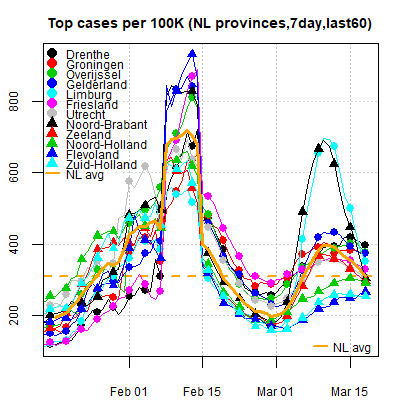 Top cases per 100K (NL provinces,7day,last60)
Drenthe
Groningen
Overijssel
Gelderland
Limburg
Friesland
Utrecht
Noord-Brabant
Zeeland
Noord-Holland
Flevoland
Zuid-Holland
NL avg
800
600
400
200
NL avg
Feb 01
Feb 15
Mar 01
Mar 15